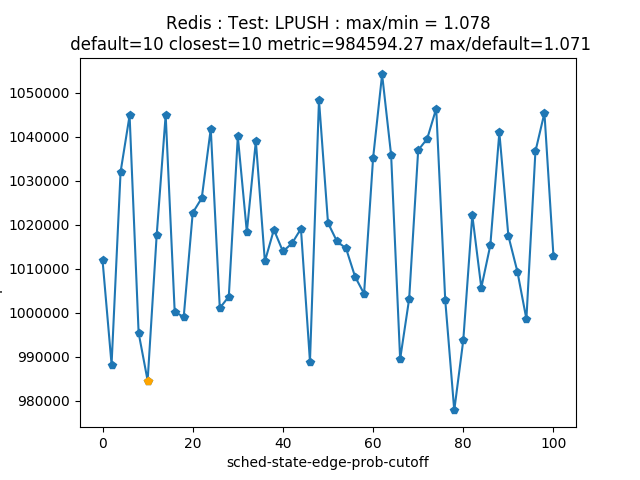 Redis : Test: LPUSH : max/min = 1.078
default=10 closest=10 metric=984594.27 max/default=1.071
1050000
1040000
1030000
1020000
1010000
1000000
990000
980000
0 20 40 60 80 100
sched-state-edge-prob-cutoff